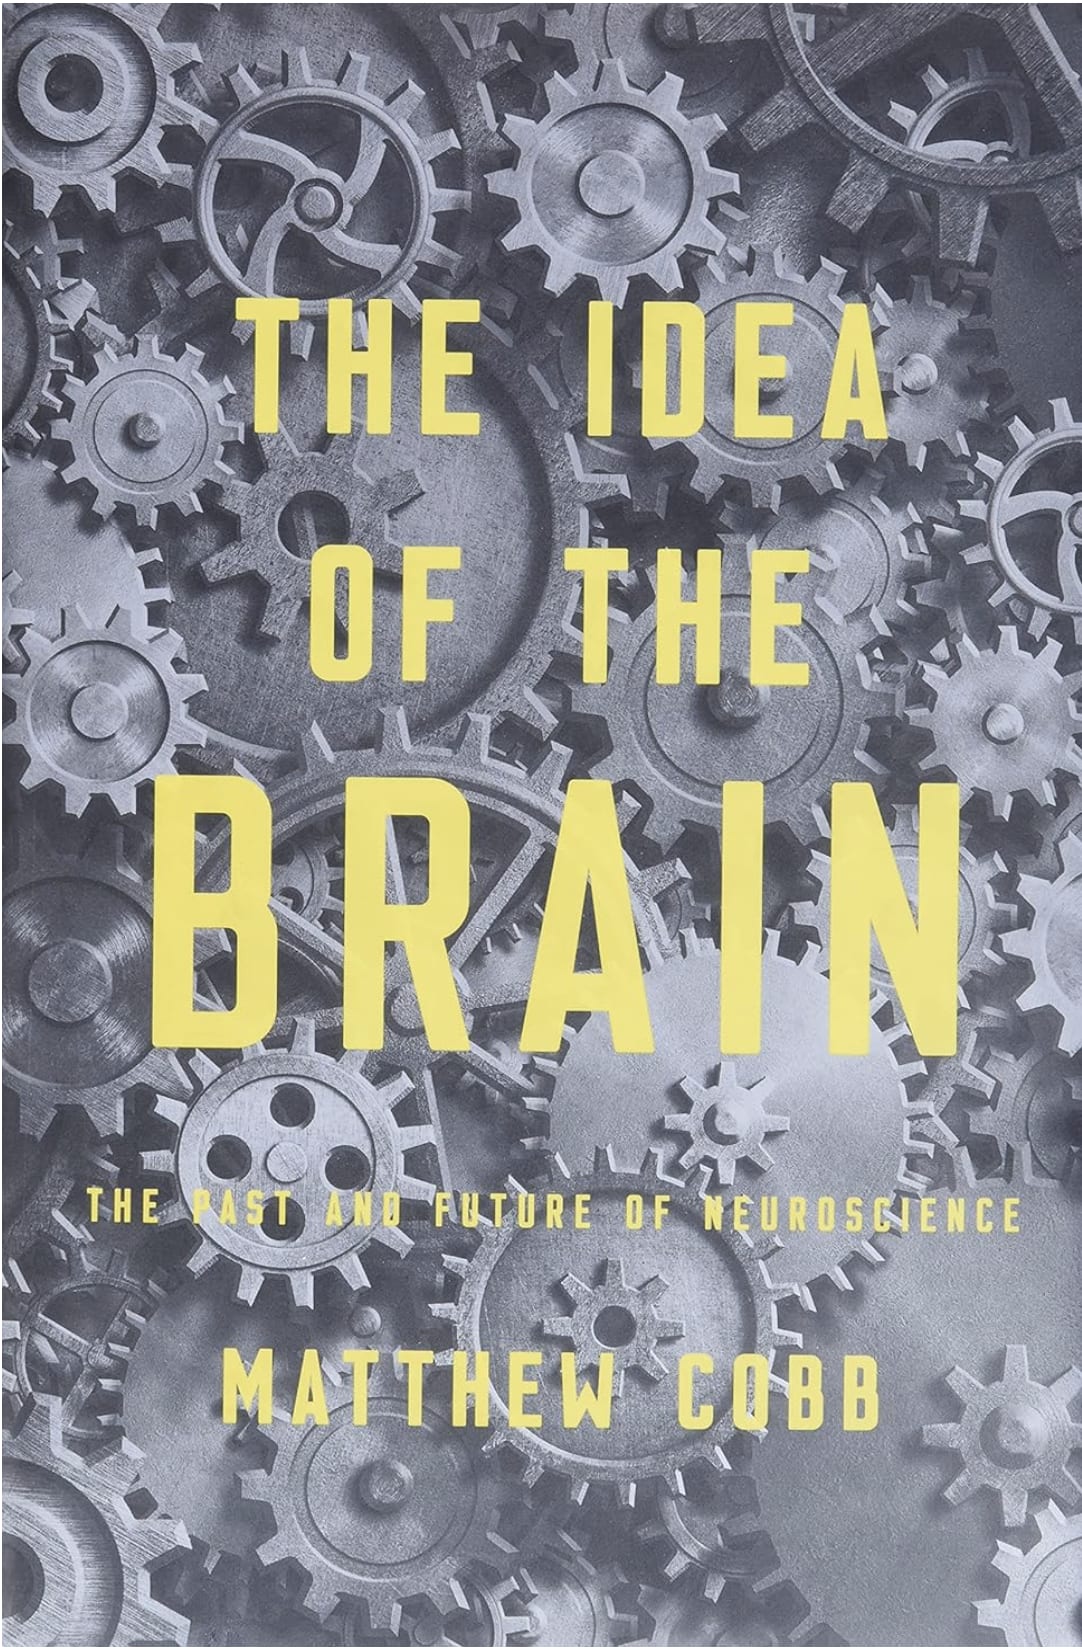 THE IDEA
OF THE
BRAIN
THE PAST AND FUTURE OF NEUROSCIENCE
MATTHEW COBB